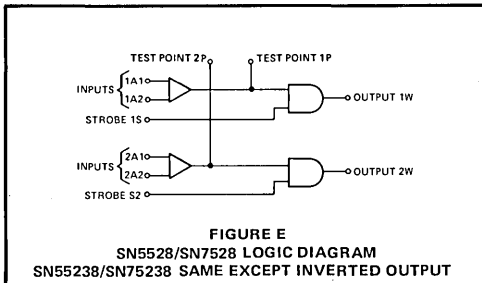 TEST POINT 2P TEST POINT 1P
INPUTS 1A1
1A2
OUTPUT 1W
STROBE 1S
INPUTS 2A1
2A2
OUTPUT 2W
STROBE S2
FIGURE E
SN5528/SN7528 LOGIC DIAGRAM
SN55238/SN75238 SAME EXCEPT INVERTED OUTPUT